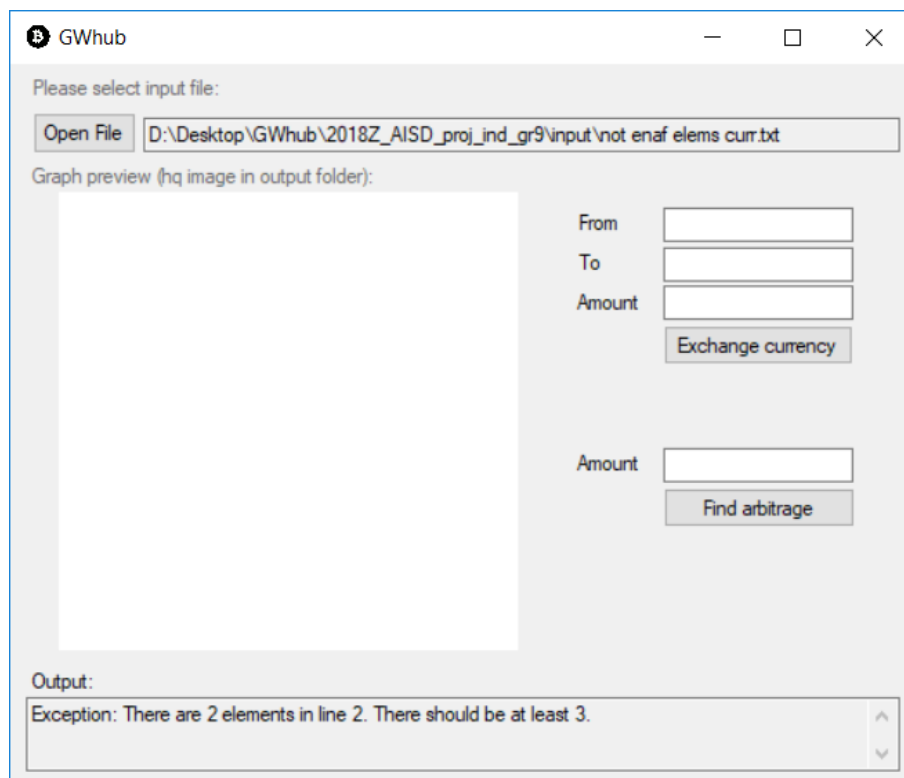 GWhub
Please select input file:
Open File D:\Desktop\GWhub\2018Z_AISD_proj_ind_gr9\input\not enaf elems curr.txt
Graph preview (hq image in output folder):
From
To
Amount
Exchange currency
Amount
Find arbitrage
Output:
Exception: There are 2 elements in line 2. There should be at least 3.